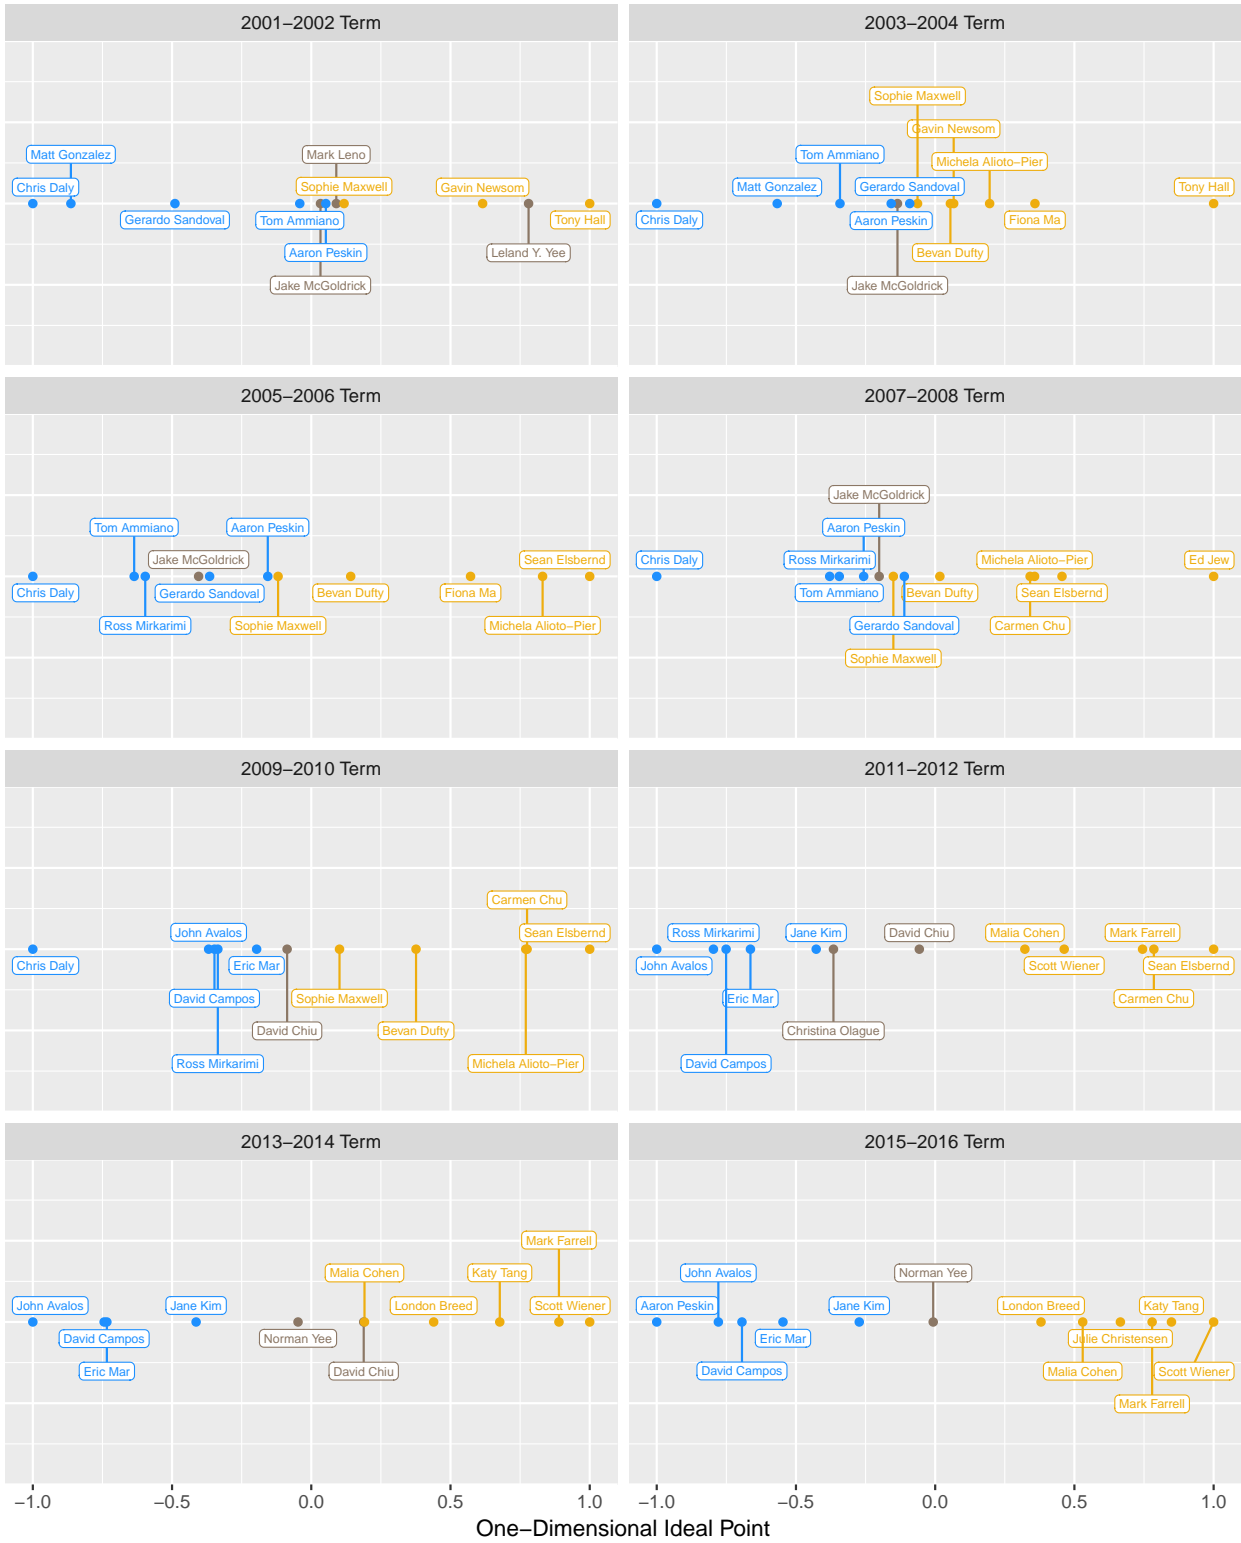 2001−2002 Term
Matt Gonzalez
Mark Leno
Chris Daly
Sophie Maxwell
Gavin Newsom
Gerardo Sandoval
Tom Ammiano
Tony Hall
Aaron Peskin
Leland Y. Yee
Jake McGoldrick
2003−2004 Term
Sophie Maxwell
Gavin Newsom
Tom Ammiano
Michela Alioto−Pier
Matt Gonzalez
Gerardo Sandoval
Tony Hall
Chris Daly
Aaron Peskin
Fiona Ma
Bevan Dufty
Jake McGoldrick
2005−2006 Term
Tom Ammiano
Aaron Peskin
Jake McGoldrick
Sean Elsbernd
Chris Daly
Gerardo Sandoval
Bevan Dufty
Fiona Ma
Ross Mirkarimi
Sophie Maxwell
Michela Alioto−Pier
2007−2008 Term
Jake McGoldrick
Aaron Peskin
Chris Daly
Ross Mirkarimi
Michela Alioto−Pier
Ed Jew
Tom Ammiano
Bevan Dufty
Sean Elsbernd
Gerardo Sandoval
Carmen Chu
Sophie Maxwell
2009−2010 Term
Carmen Chu
John Avalos
Sean Elsbernd
Chris Daly
Eric Mar
David Campos
Sophie Maxwell
David Chiu
Bevan Dufty
Ross Mirkarimi
Michela Alioto−Pier
2011−2012 Term
Ross Mirkarimi
Jane Kim
David Chiu
Malia Cohen
Mark Farrell
John Avalos
Scott Wiener
Sean Elsbernd
Eric Mar
Carmen Chu
Christina Olague
David Campos
2013−2014 Term
Mark Farrell
Malia Cohen
Katy Tang
John Avalos
Jane Kim
London Breed
Scott Wiener
David Campos
Norman Yee
Eric Mar
David Chiu
2015−2016 Term
John Avalos
Norman Yee
Aaron Peskin
Jane Kim
London Breed
Katy Tang
Eric Mar
Julie Christensen
David Campos
Malia Cohen
Scott Wiener
Mark Farrell
−1.0 −0.5 0.0 0.5 1.0 −1.0 −0.5 0.0 0.5 1.0
One−Dimensional Ideal Point